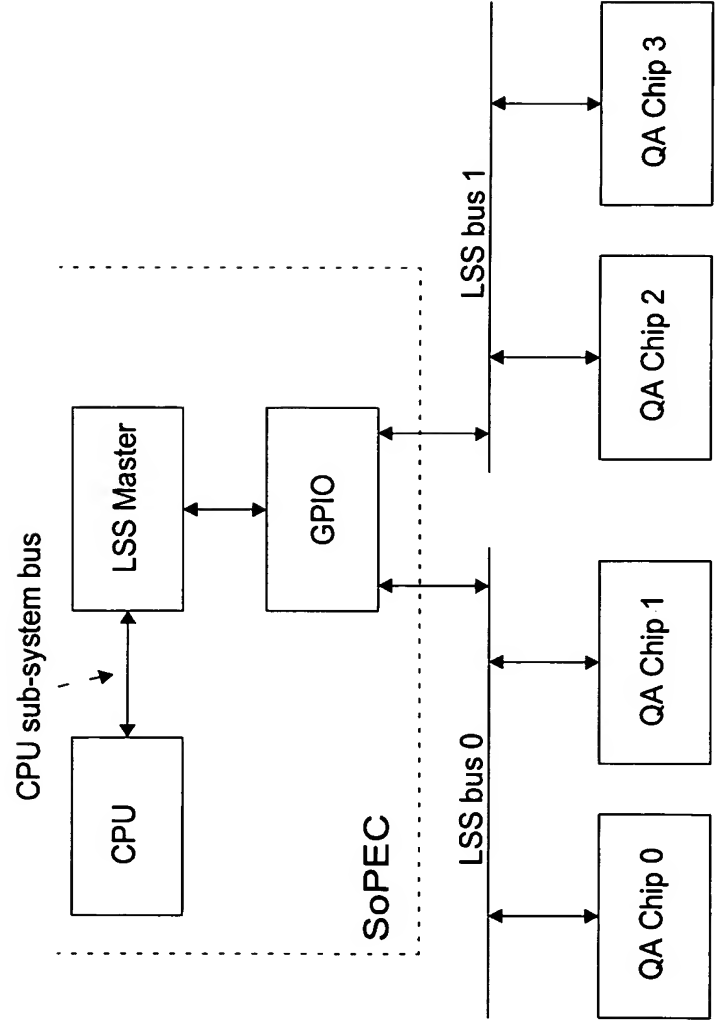 CPU sub-system bus
CPU
LSS Master
GPIO
SoPEC
LSS bus 0
LSS bus 1
QA Chip 0
QA Chip 1
QA Chip 2
QA Chip 3